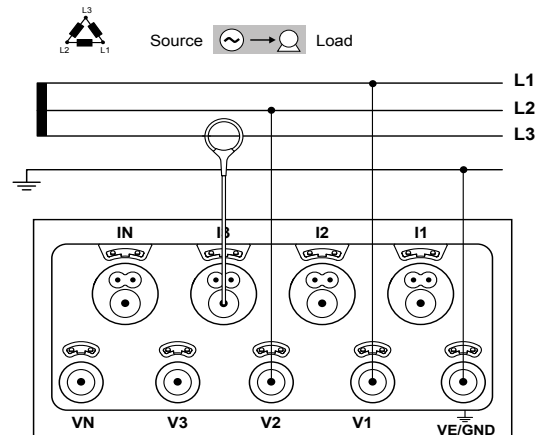 L3
L2 L1
Source Load
L1
L2
L3
IN I3 I2 I1
VN V3 V2 V1 VE/GND